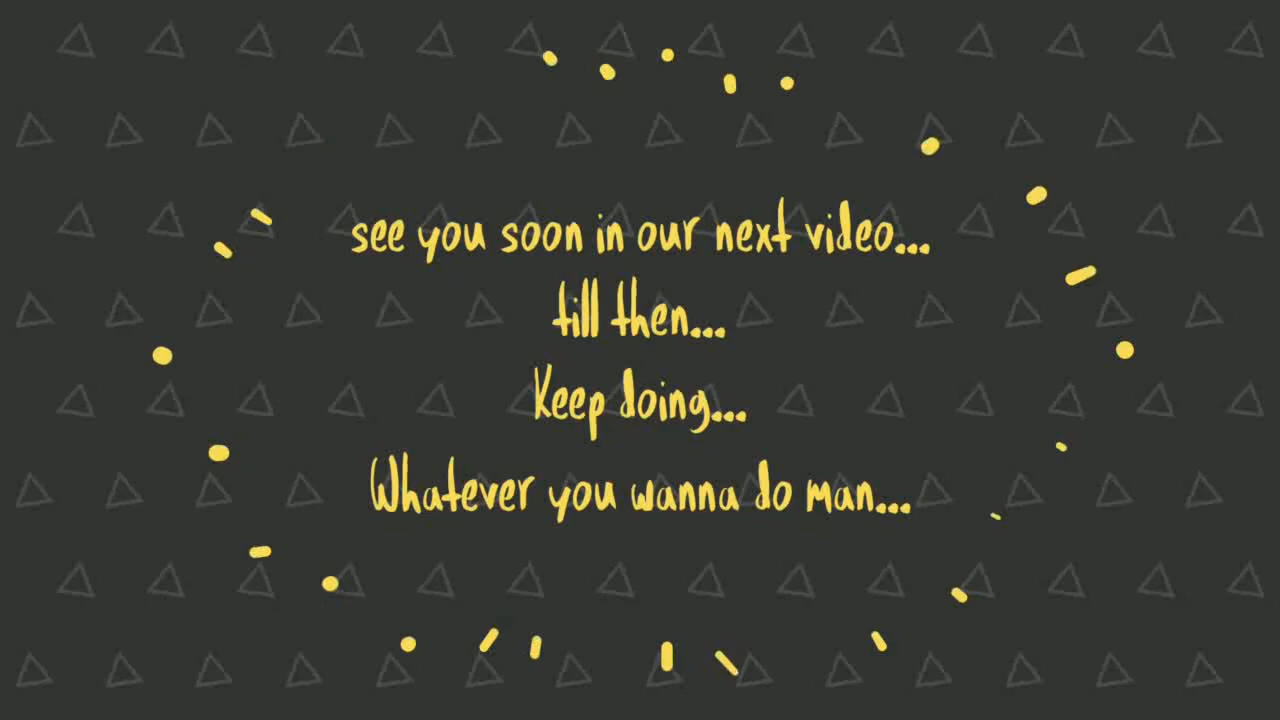 see you soon in our next video...
till then...
Keep doing...
Whatever you wanna do man...